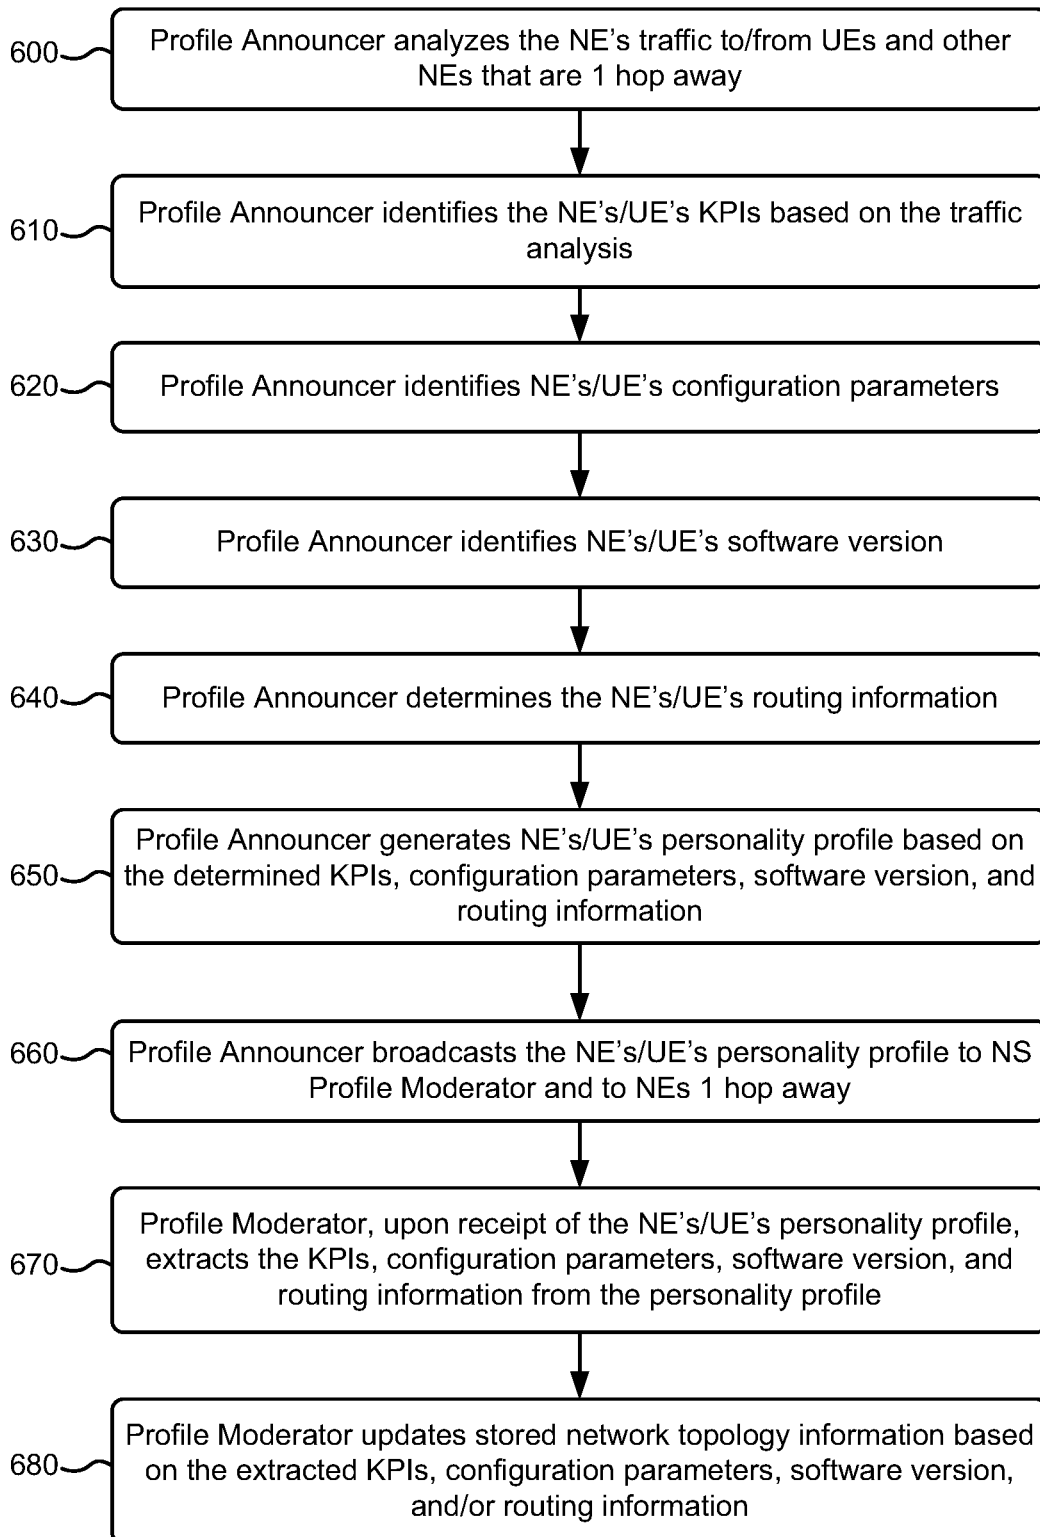 600
Profile Announcer analyzes the NE's traffic to/from UEs and other
NEs that are 1 hop away
610
Profile Announcer identifies the NE's/UE's KPIs based on the traffic
analysis
620
Profile Announcer identifies NE's/UE's configuration parameters
630
Profile Announcer identifies NE's/UE's software version
640
Profile Announcer determines the NE's/UE's routing information
650
Profile Announcer generates NE's/UE's personality profile based on
the determined KPIs, configuration parameters, software version, and
routing information
660
Profile Announcer broadcasts the NE's/UE's personality profile to NS
Profile Moderator and to NEs 1 hop away
670
Profile Moderator, upon receipt of the NE's/UE's personality profile,
extracts the KPIs, configuration parameters, software version, and
routing information from the personality profile
680
Profile Moderator updates stored network topology information based
on the extracted KPIs, configuration parameters, software version,
and/or routing information